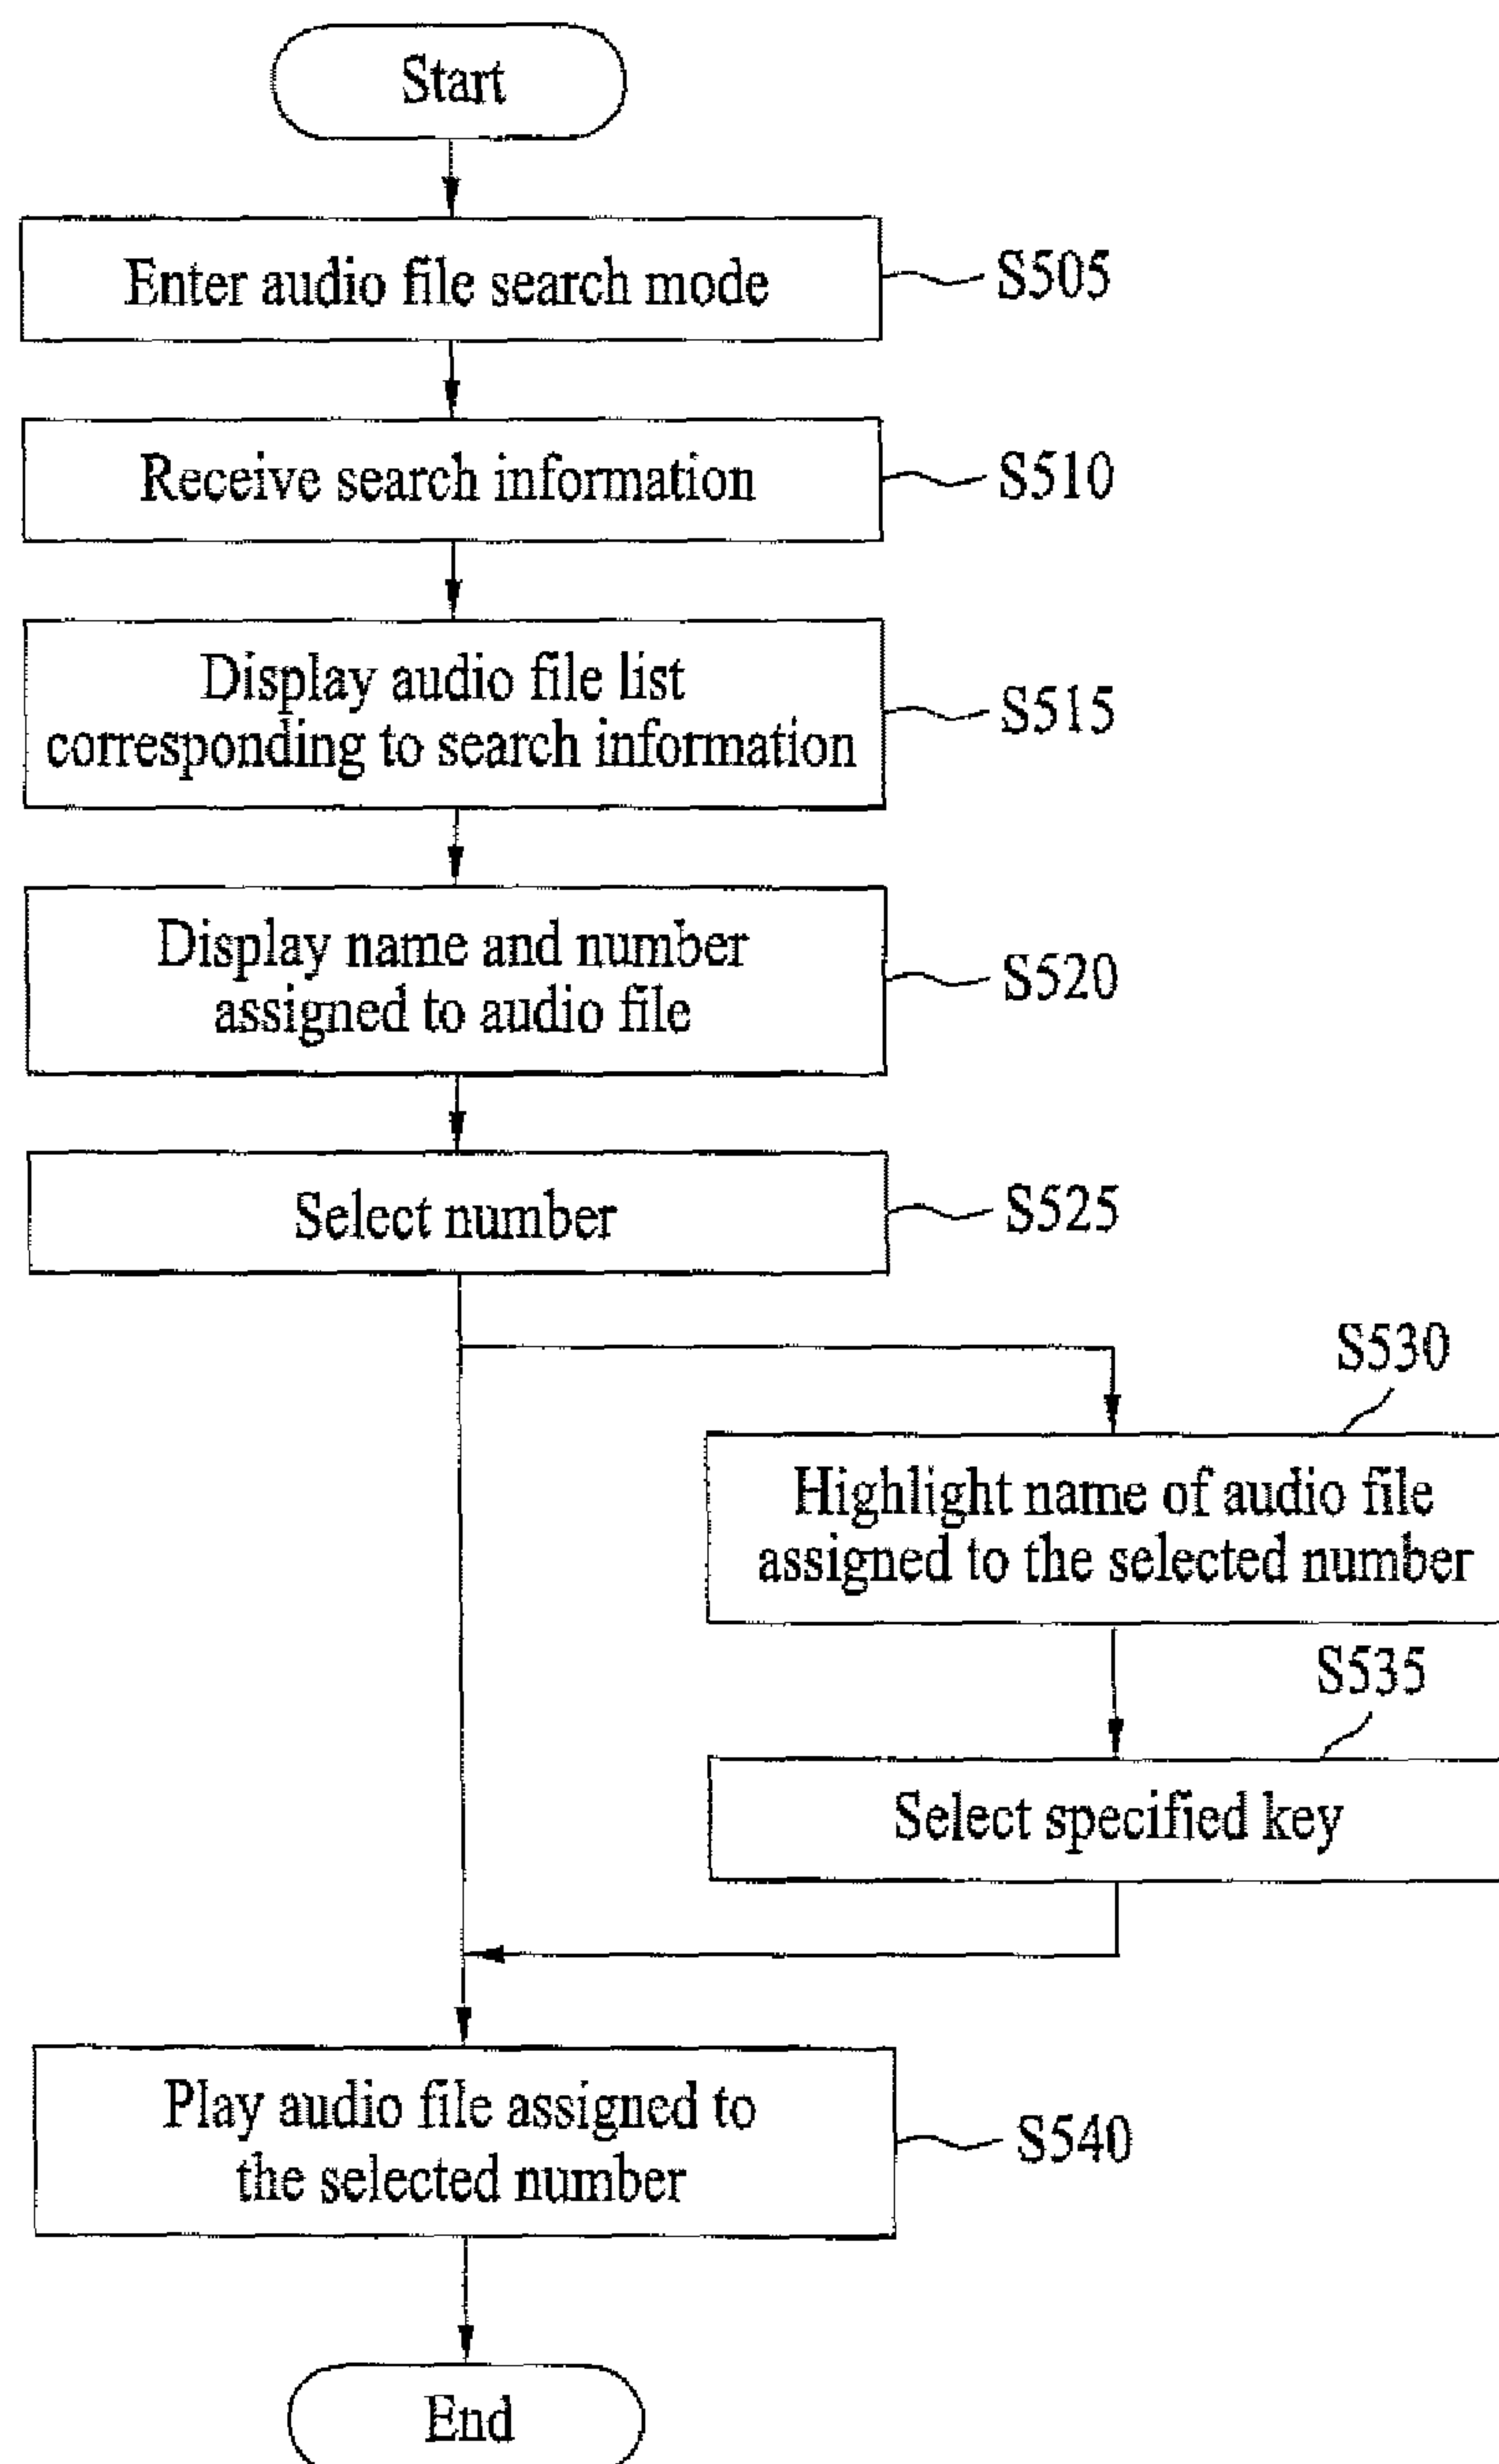 Start
Enter audio file search mode
S505
Receive search information
S510
Display audio file list
corresponding to search information
S515
Display name and number
assigned to audio file
S520
Select number
S525
S530
Highlight name of audio file
assigned to the selected number
S535
Select specified key
Play audio file assigned to
the selected number
S540
End